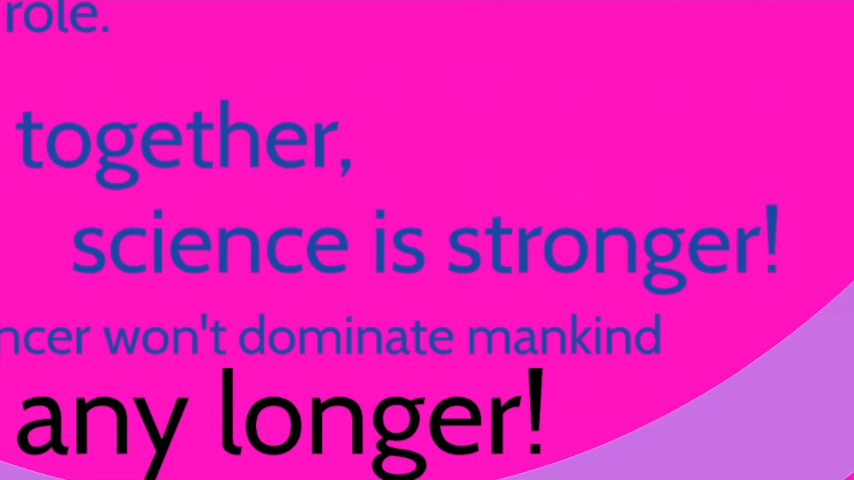 role.
together,
science is stronger!
ncer won't dominate mankind
any longer!